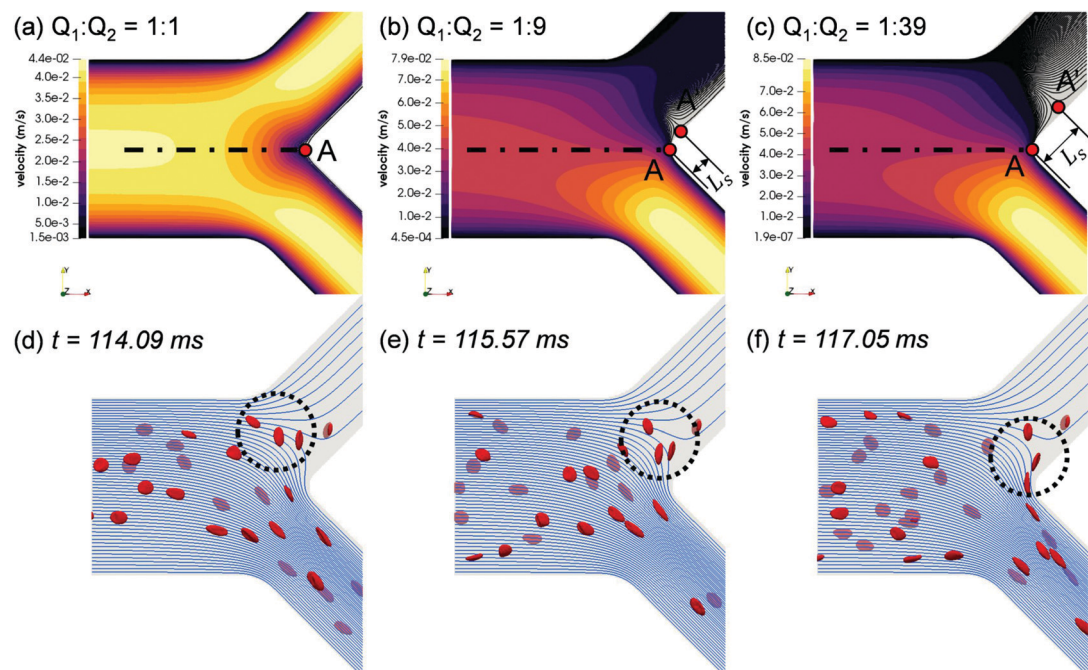 (a) Q₁:Q₂ = 1:1
4.4e-02
4.0e-2
3.5e-2
3.0e-2
2.5e-2
2.0e-2
1.5e-2
1.0e-2
5.0e-3
1.5e-03
velocity (m/s)
A
Y
Z
X
(b) Q₁:Q₂ = 1:9
7.9e-02
7.0e-2
6.0e-2
5.0e-2
4.0e-2
3.0e-2
2.0e-2
1.0e-2
4.5e-04
velocity (m/s)
A'
A
Lₛ
Y
Z
X
(c) Q₁:Q₂ = 1:39
8.5e-02
7.0e-2
6.0e-2
5.0e-2
4.0e-2
3.0e-2
2.0e-2
1.0e-2
1.9e-07
velocity (m/s)
A'
A
Lₛ
Y
Z
X
(d) t = 114.09 ms
(e) t = 115.57 ms
(f) t = 117.05 ms